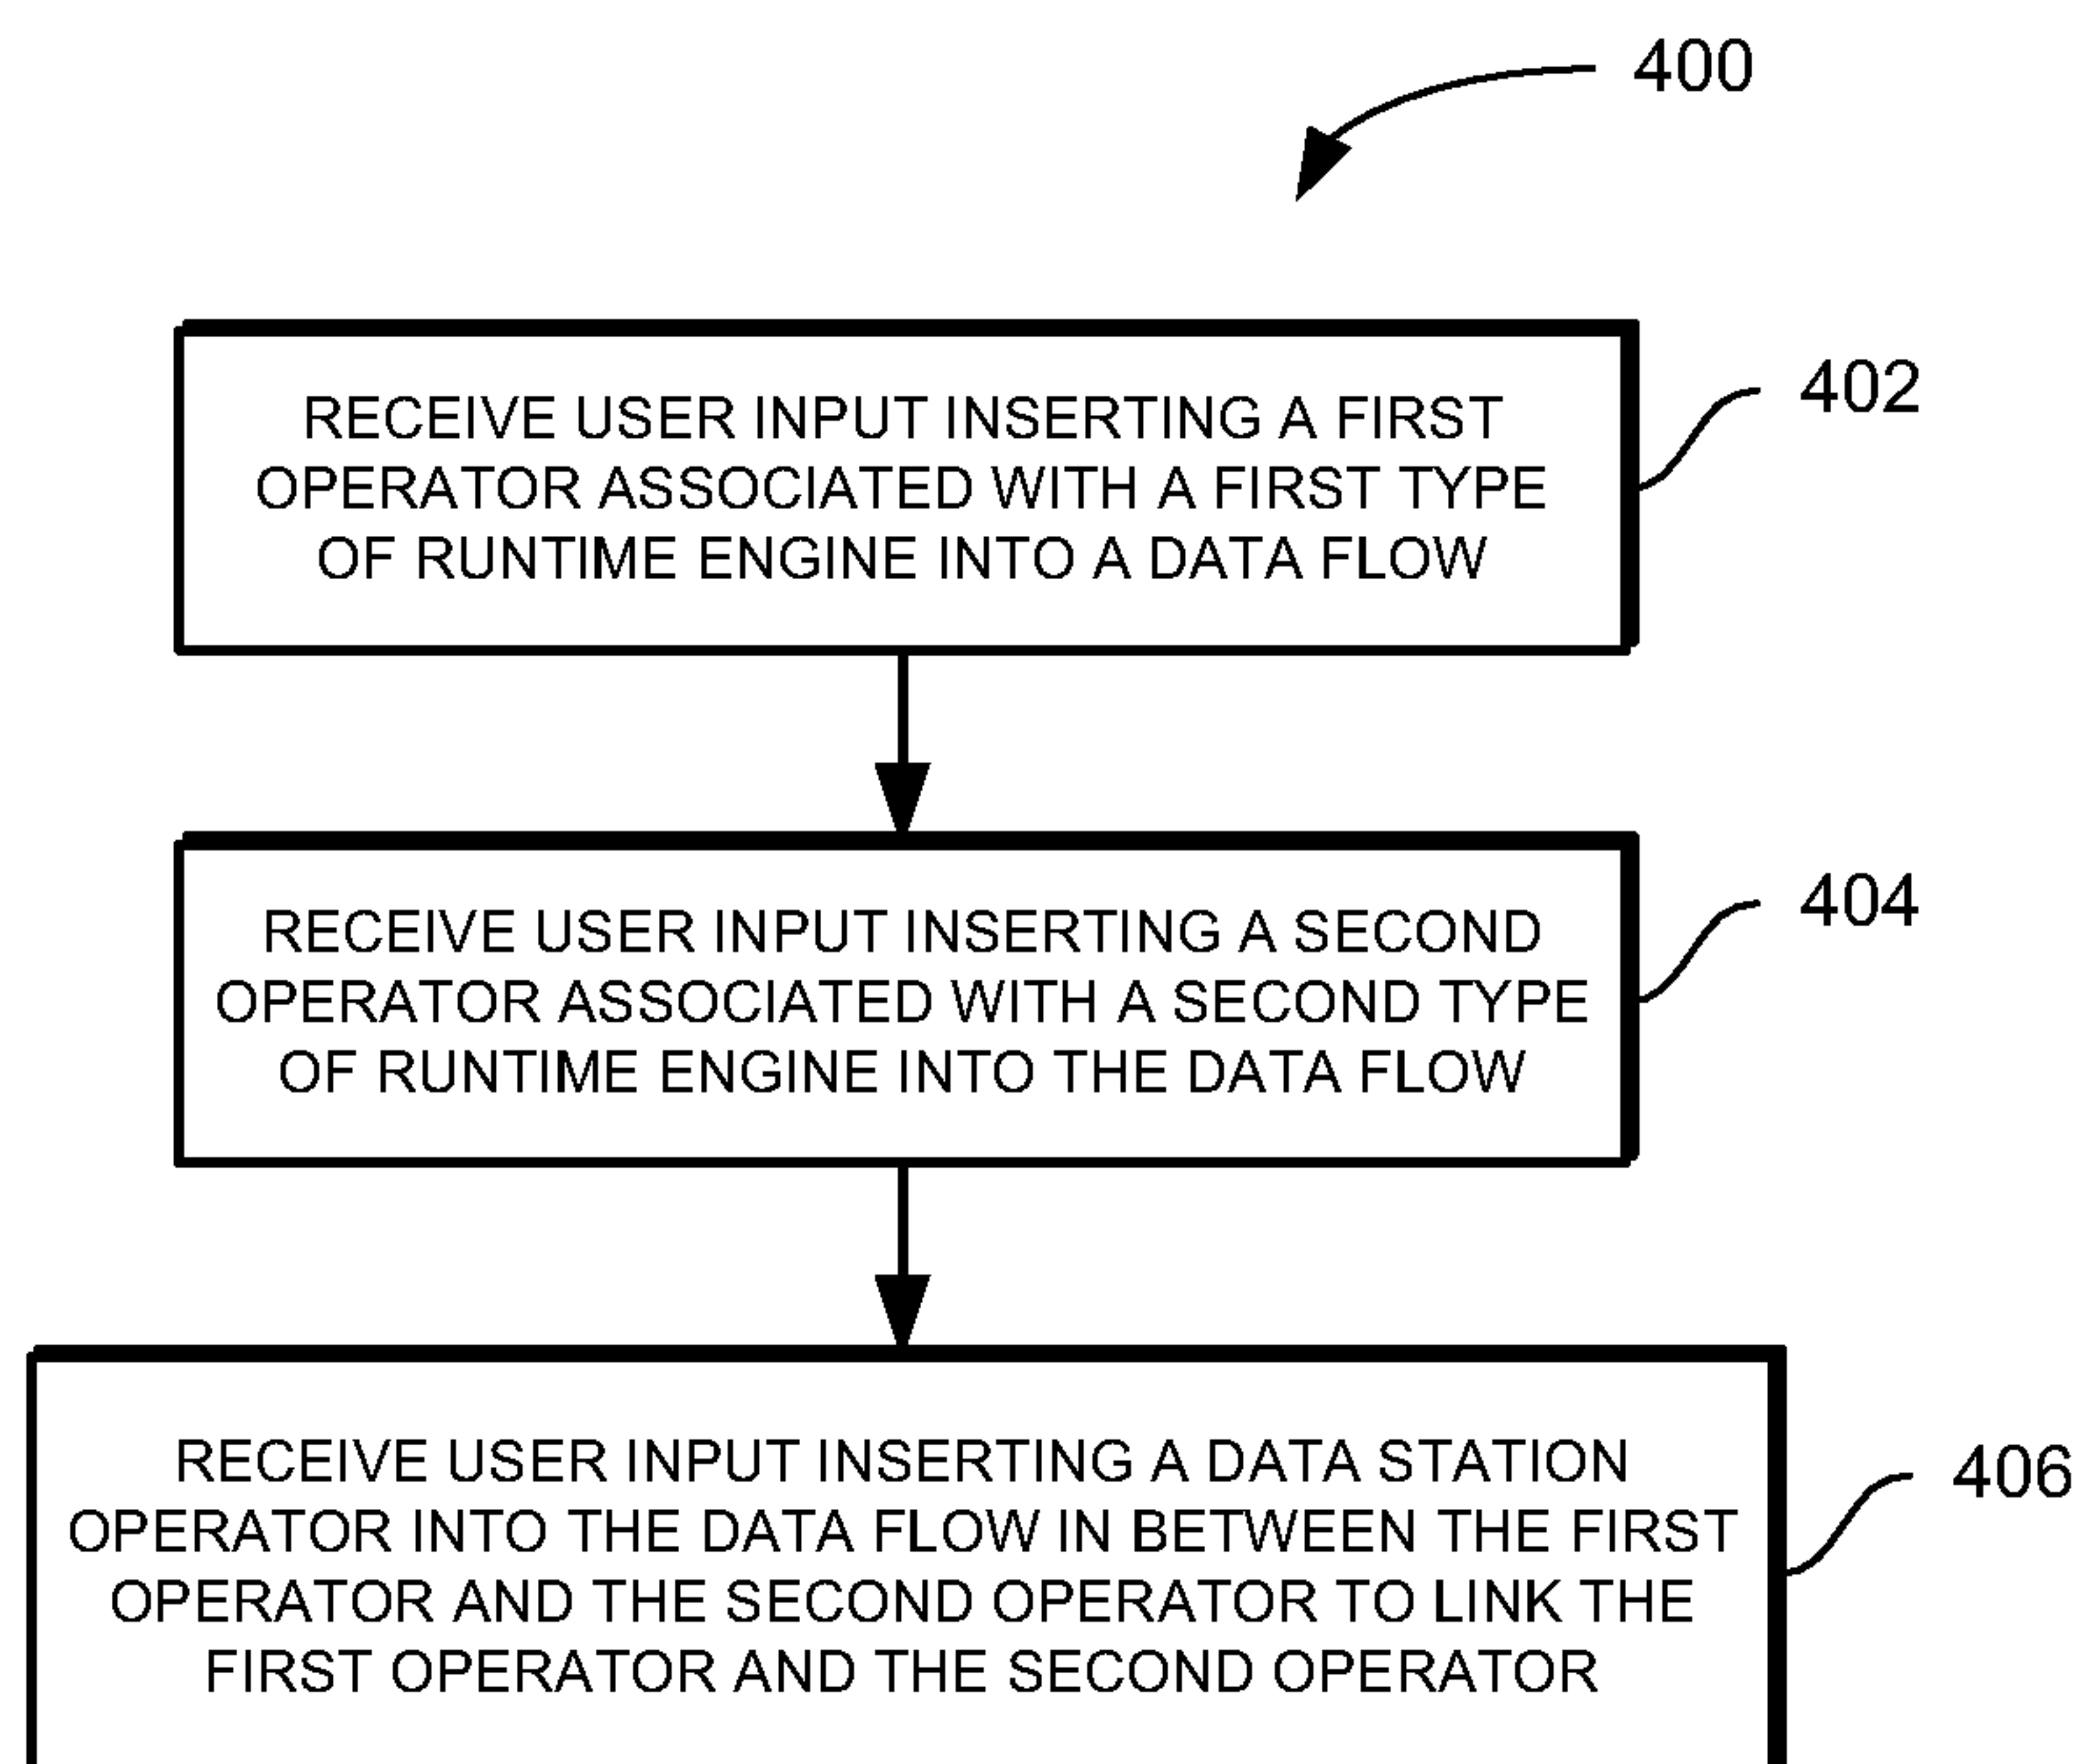 400
RECEIVE USER INPUT INSERTING A FIRST
OPERATOR ASSOCIATED WITH A FIRST TYPE
OF RUNTIME ENGINE INTO A DATA FLOW
402
RECEIVE USER INPUT INSERTING A SECOND
OPERATOR ASSOCIATED WITH A SECOND TYPE
OF RUNTIME ENGINE INTO THE DATA FLOW
404
RECEIVE USER INPUT INSERTING A DATA STATION
OPERATOR INTO THE DATA FLOW IN BETWEEN THE FIRST
OPERATOR AND THE SECOND OPERATOR TO LINK THE
FIRST OPERATOR AND THE SECOND OPERATOR
406